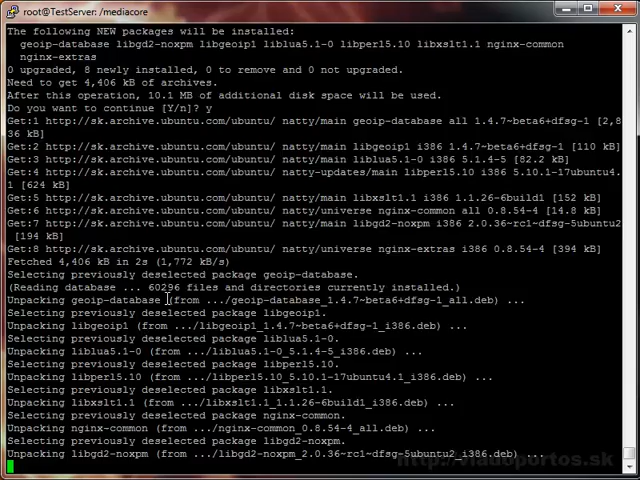 root@TestServer: /mediacore
The following NEW packages will be installed:
geoip-database libgd2-noxpm libgeoip1 liblua5.1-0 libperl5.10 libxslt1.1 nginx-common
nginx-extras
0 upgraded, 8 newly installed, 0 to remove and 0 not upgraded.
Need to get 4,406 kB of archives.
After this operation, 10.1 MB of additional disk space will be used.
Do you want to continue [Y/n]? y
Get:1 http://sk.archive.ubuntu.com/ubuntu/ natty/main geoip-database all 1.4.7~beta6+dfsg-1 [2,8
36 kB]
Get:2 http://sk.archive.ubuntu.com/ubuntu/ natty/main libgeoip1 i386 1.4.7~beta6+dfsg-1 [110 kB]
Get:3 http://sk.archive.ubuntu.com/ubuntu/ natty/main liblua5.1-0 i386 5.1.4-5 [82.2 kB]
Get:4 http://sk.archive.ubuntu.com/ubuntu/ natty-updates/main libperl5.10 i386 5.10.1-17ubuntu4.
1 [624 kB]
Get:5 http://sk.archive.ubuntu.com/ubuntu/ natty/main libxslt1.1 i386 1.1.26-6build1 [152 kB]
Get:6 http://sk.archive.ubuntu.com/ubuntu/ natty/universe nginx-common all 0.8.54-4 [14.8 kB]
Get:7 http://sk.archive.ubuntu.com/ubuntu/ natty/main libgd2-noxpm i386 2.0.36~rc1~dfsg-5ubuntu2
[194 kB]
Get:8 http://sk.archive.ubuntu.com/ubuntu/ natty/universe nginx-extras i386 0.8.54-4 [394 kB]
Fetched 4,406 kB in 2s (1,772 kB/s)
Selecting previously deselected package geoip-database.
(Reading database ... 60296 files and directories currently installed.)
Unpacking geoip-database (from .../geoip-database_1.4.7~beta6+dfsg-1_all.deb) ...
Selecting previously deselected package libgeoip1.
Unpacking libgeoip1 (from .../libgeoip1_1.4.7~beta6+dfsg-1_i386.deb) ...
Selecting previously deselected package liblua5.1-0.
Unpacking liblua5.1-0 (from .../liblua5.1-0_5.1.4-5_i386.deb) ...
Selecting previously deselected package libperl5.10.
Unpacking libperl5.10 (from .../libperl5.10_5.10.1-17ubuntu4.1_i386.deb) ...
Selecting previously deselected package libxslt1.1.
Unpacking libxslt1.1 (from .../libxslt1.1_1.1.26-6build1_i386.deb) ...
Selecting previously deselected package nginx-common.
Unpacking nginx-common (from .../nginx-common_0.8.54-4_all.deb) ...
Selecting previously deselected package libgd2-noxpm.
Unpacking libgd2-noxpm (from .../libgd2-noxpm_2.0.36~rc1~dfsg-5ubuntu2_i386.deb) ...
http://vladoportos.sk